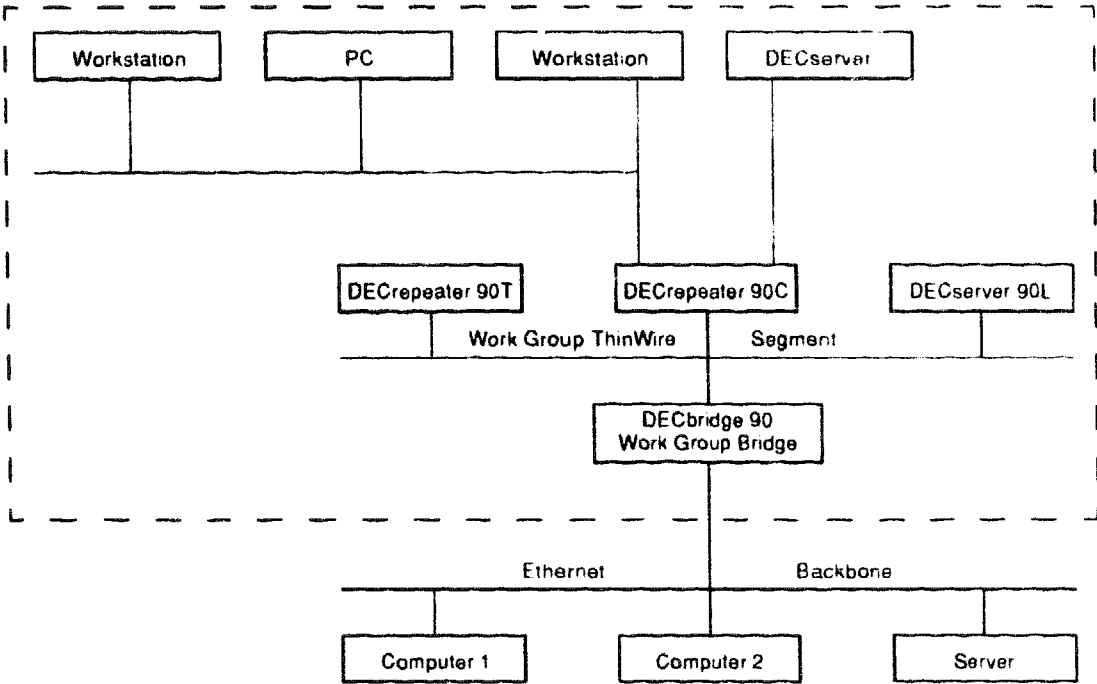 Workstation
PC
Workstation
DECserver
DECrepeater 90T
DECrepeater 90C
DECserver 90L
Work Group ThinWire Segment
DECbridge 90
Work Group Bridge
Ethernet Backbone
Computer 1
Computer 2
Server